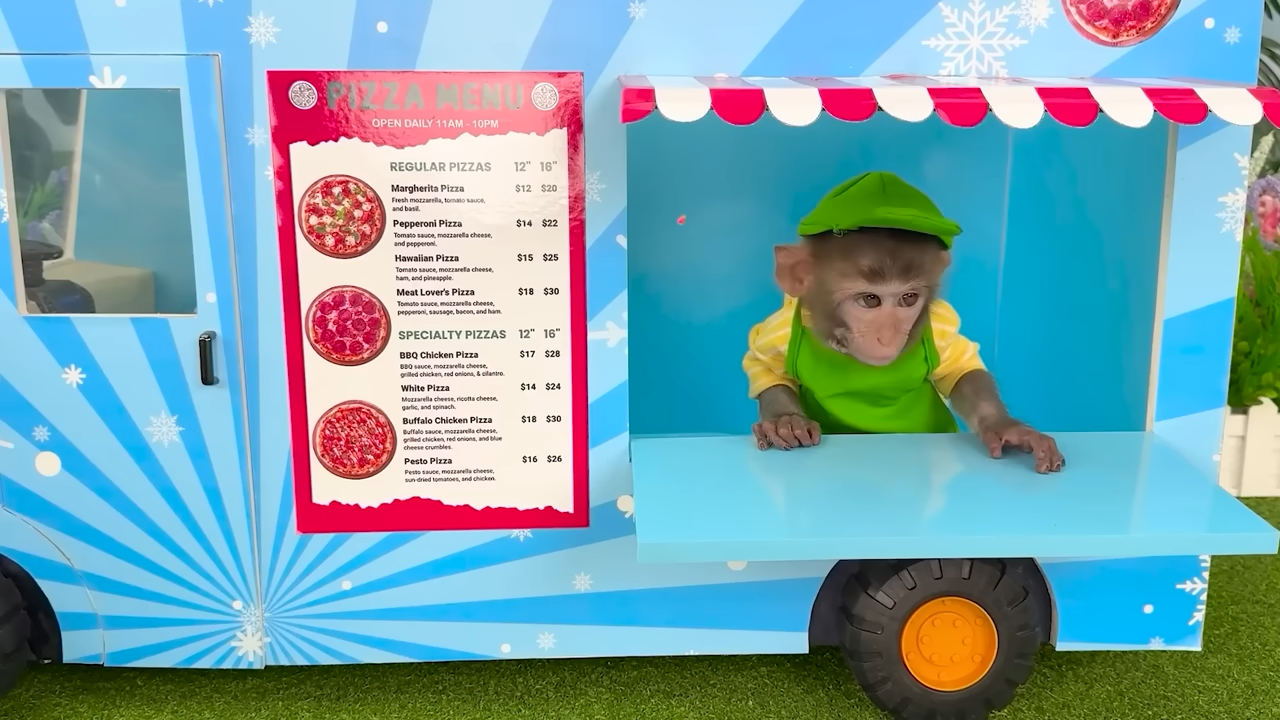 PIZZA MENU
OPEN DAILY 11AM - 10PM
REGULAR PIZZAS 12" 16"
Margherita Pizza $12 $20
Fresh mozzarella, tomato sauce,
and basil.
Pepperoni Pizza $14 $22
Tomato sauce, mozzarella cheese,
and pepperoni.
Hawaiian Pizza $15 $25
Tomato sauce, mozzarella cheese,
ham, and pineapple.
Meat Lover's Pizza $18 $30
Tomato sauce, mozzarella cheese,
pepperoni, sausage, bacon, and ham.
SPECIALTY PIZZAS 12" 16"
BBQ Chicken Pizza $17 $28
BBQ sauce, mozzarella cheese,
grilled chicken, red onions, & cilantro.
White Pizza $14 $24
Mozzarella cheese, ricotta cheese,
garlic, and spinach.
Buffalo Chicken Pizza $18 $30
Buffalo sauce, mozzarella cheese,
grilled chicken, red onions, and blue
cheese crumbles.
Pesto Pizza $16 $26
Pesto sauce, mozzarella cheese,
sun-dried tomatoes, and chicken.